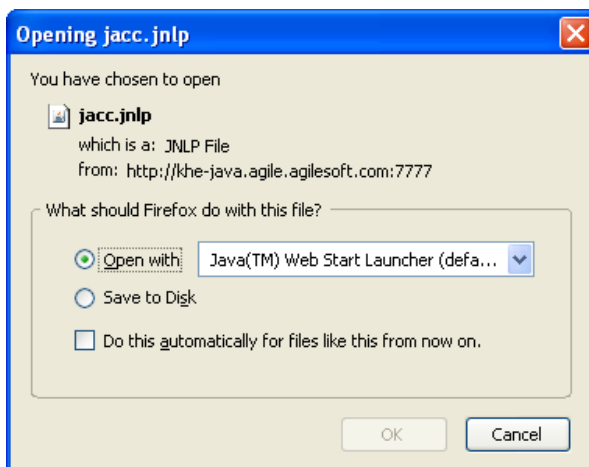 Opening jacc.jnlp
You have chosen to open
jacc.jnlp
which is a: JNLP File
from: http://khe-java.agile.agilesoft.com:7777
What should Firefox do with this file?
Open with Java(TM) Web Start Launcher (defa...
Save to Disk
Do this automatically for files like this from now on.
OK Cancel